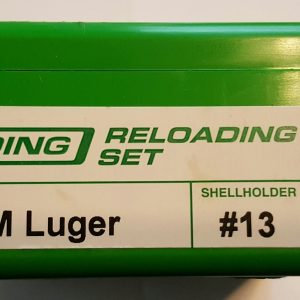 DING RELOADING
SET
SHELLHOLDER
M Luger #13